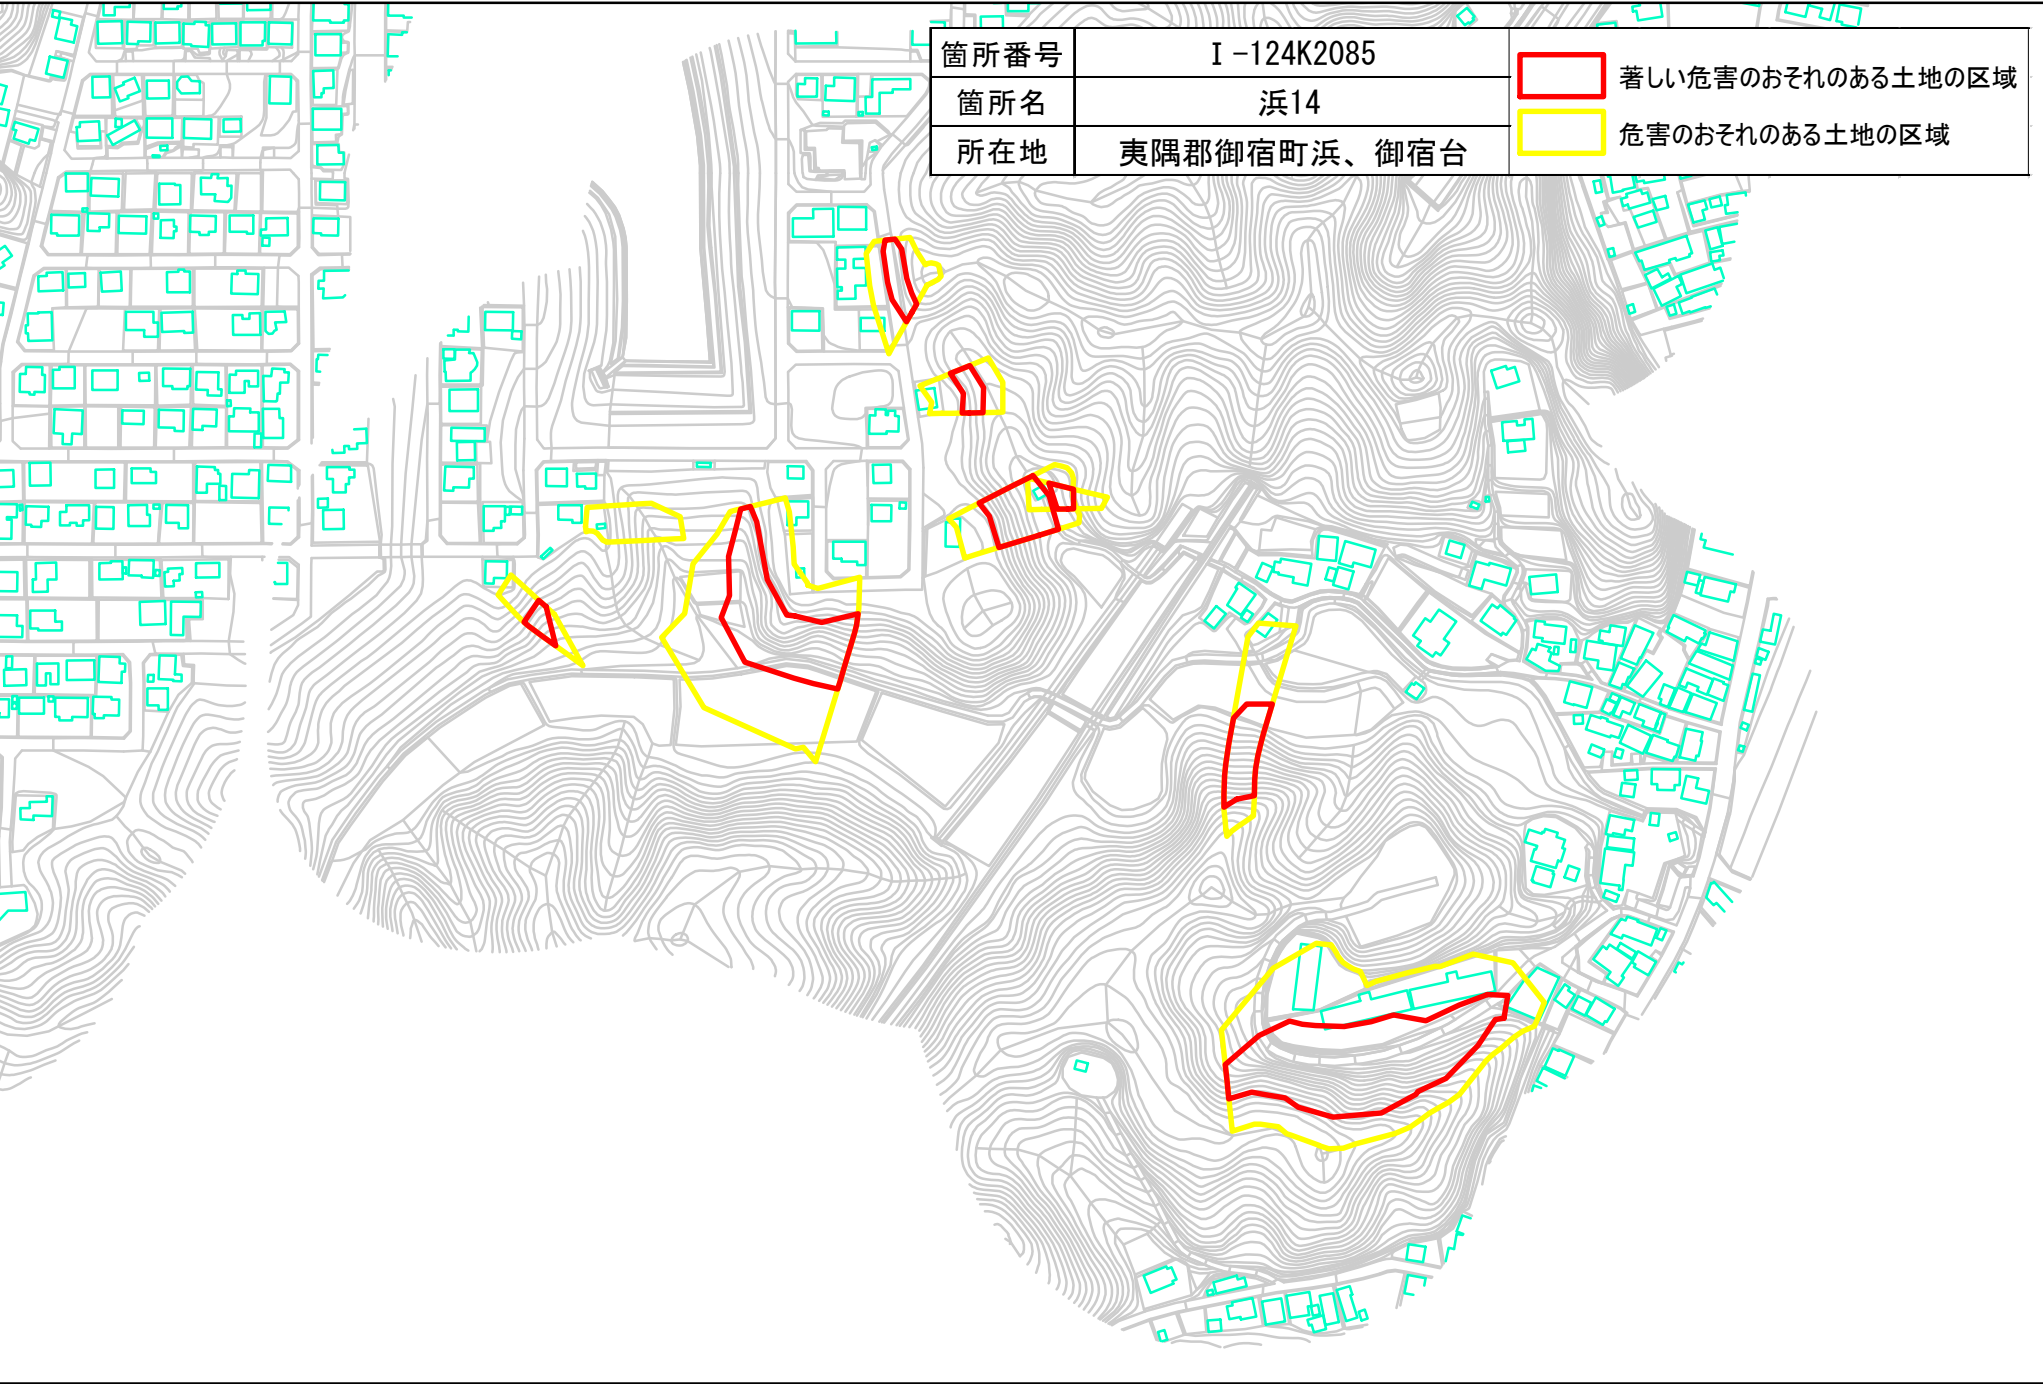 箇所番号 Ⅰ-124K2085
箇所名 浜14
所在地 夷隅郡御宿町浜、御宿台
著しい危害のおそれのある土地の区域
危害のおそれのある土地の区域